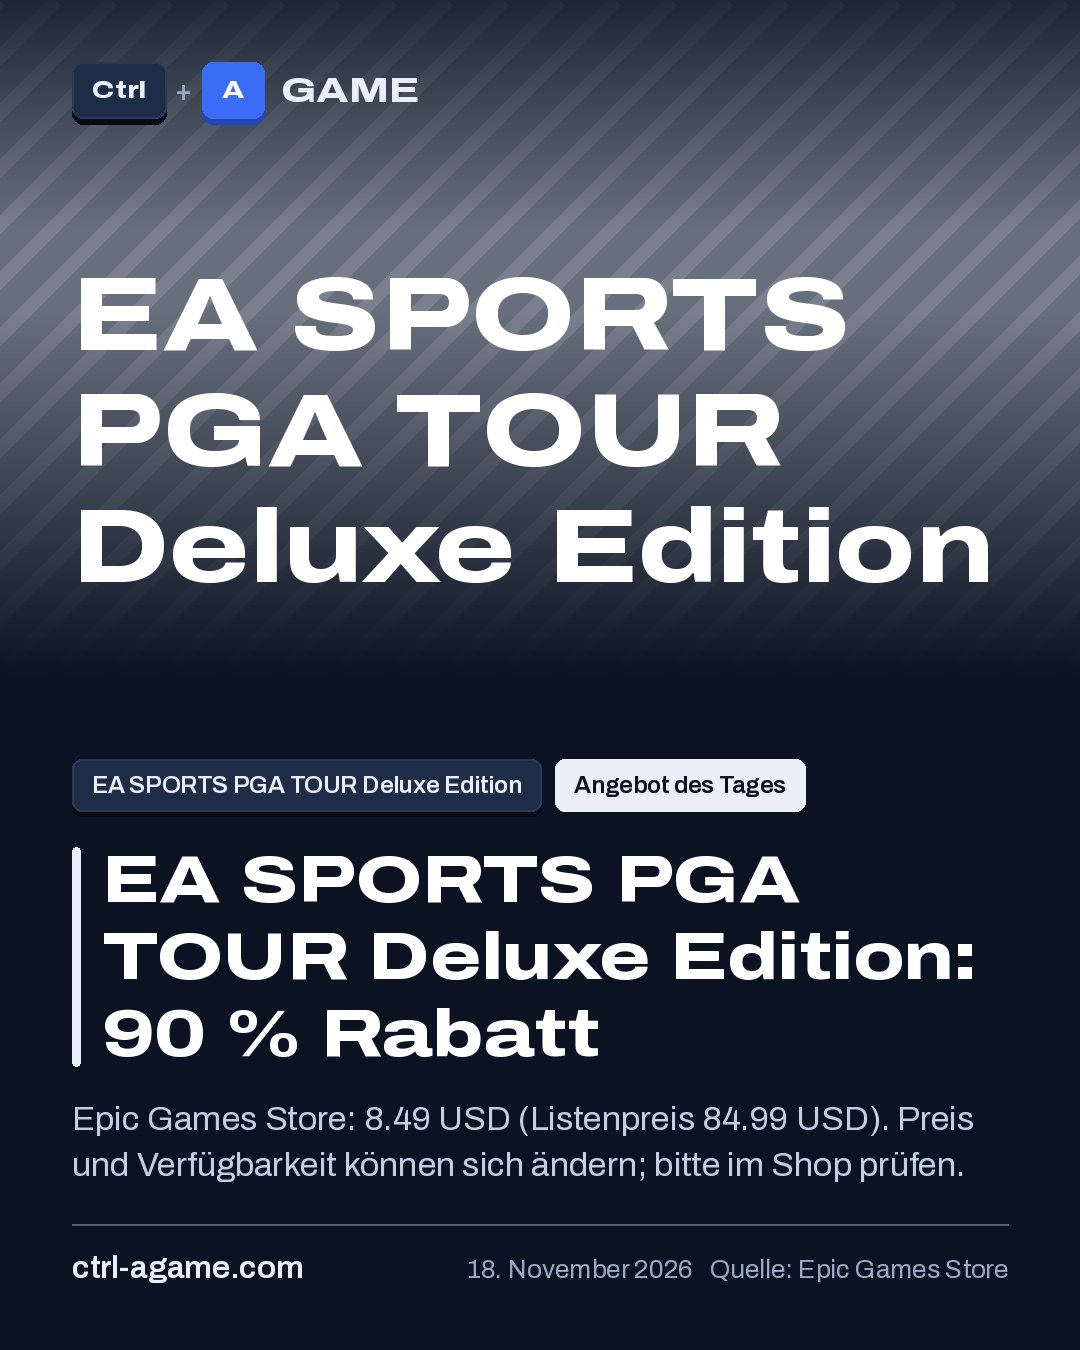 Ctrl + A GAME
EA SPORTS
PGA TOUR
Deluxe Edition
EA SPORTS PGA TOUR Deluxe Edition
Angebot des Tages
EA SPORTS PGA
TOUR Deluxe Edition:
90 % Rabatt
Epic Games Store: 8.49 USD (Listenpreis 84.99 USD). Preis
und Verfügbarkeit können sich ändern; bitte im Shop prüfen.
ctrl-agame.com
18. November 2026 Quelle: Epic Games Store